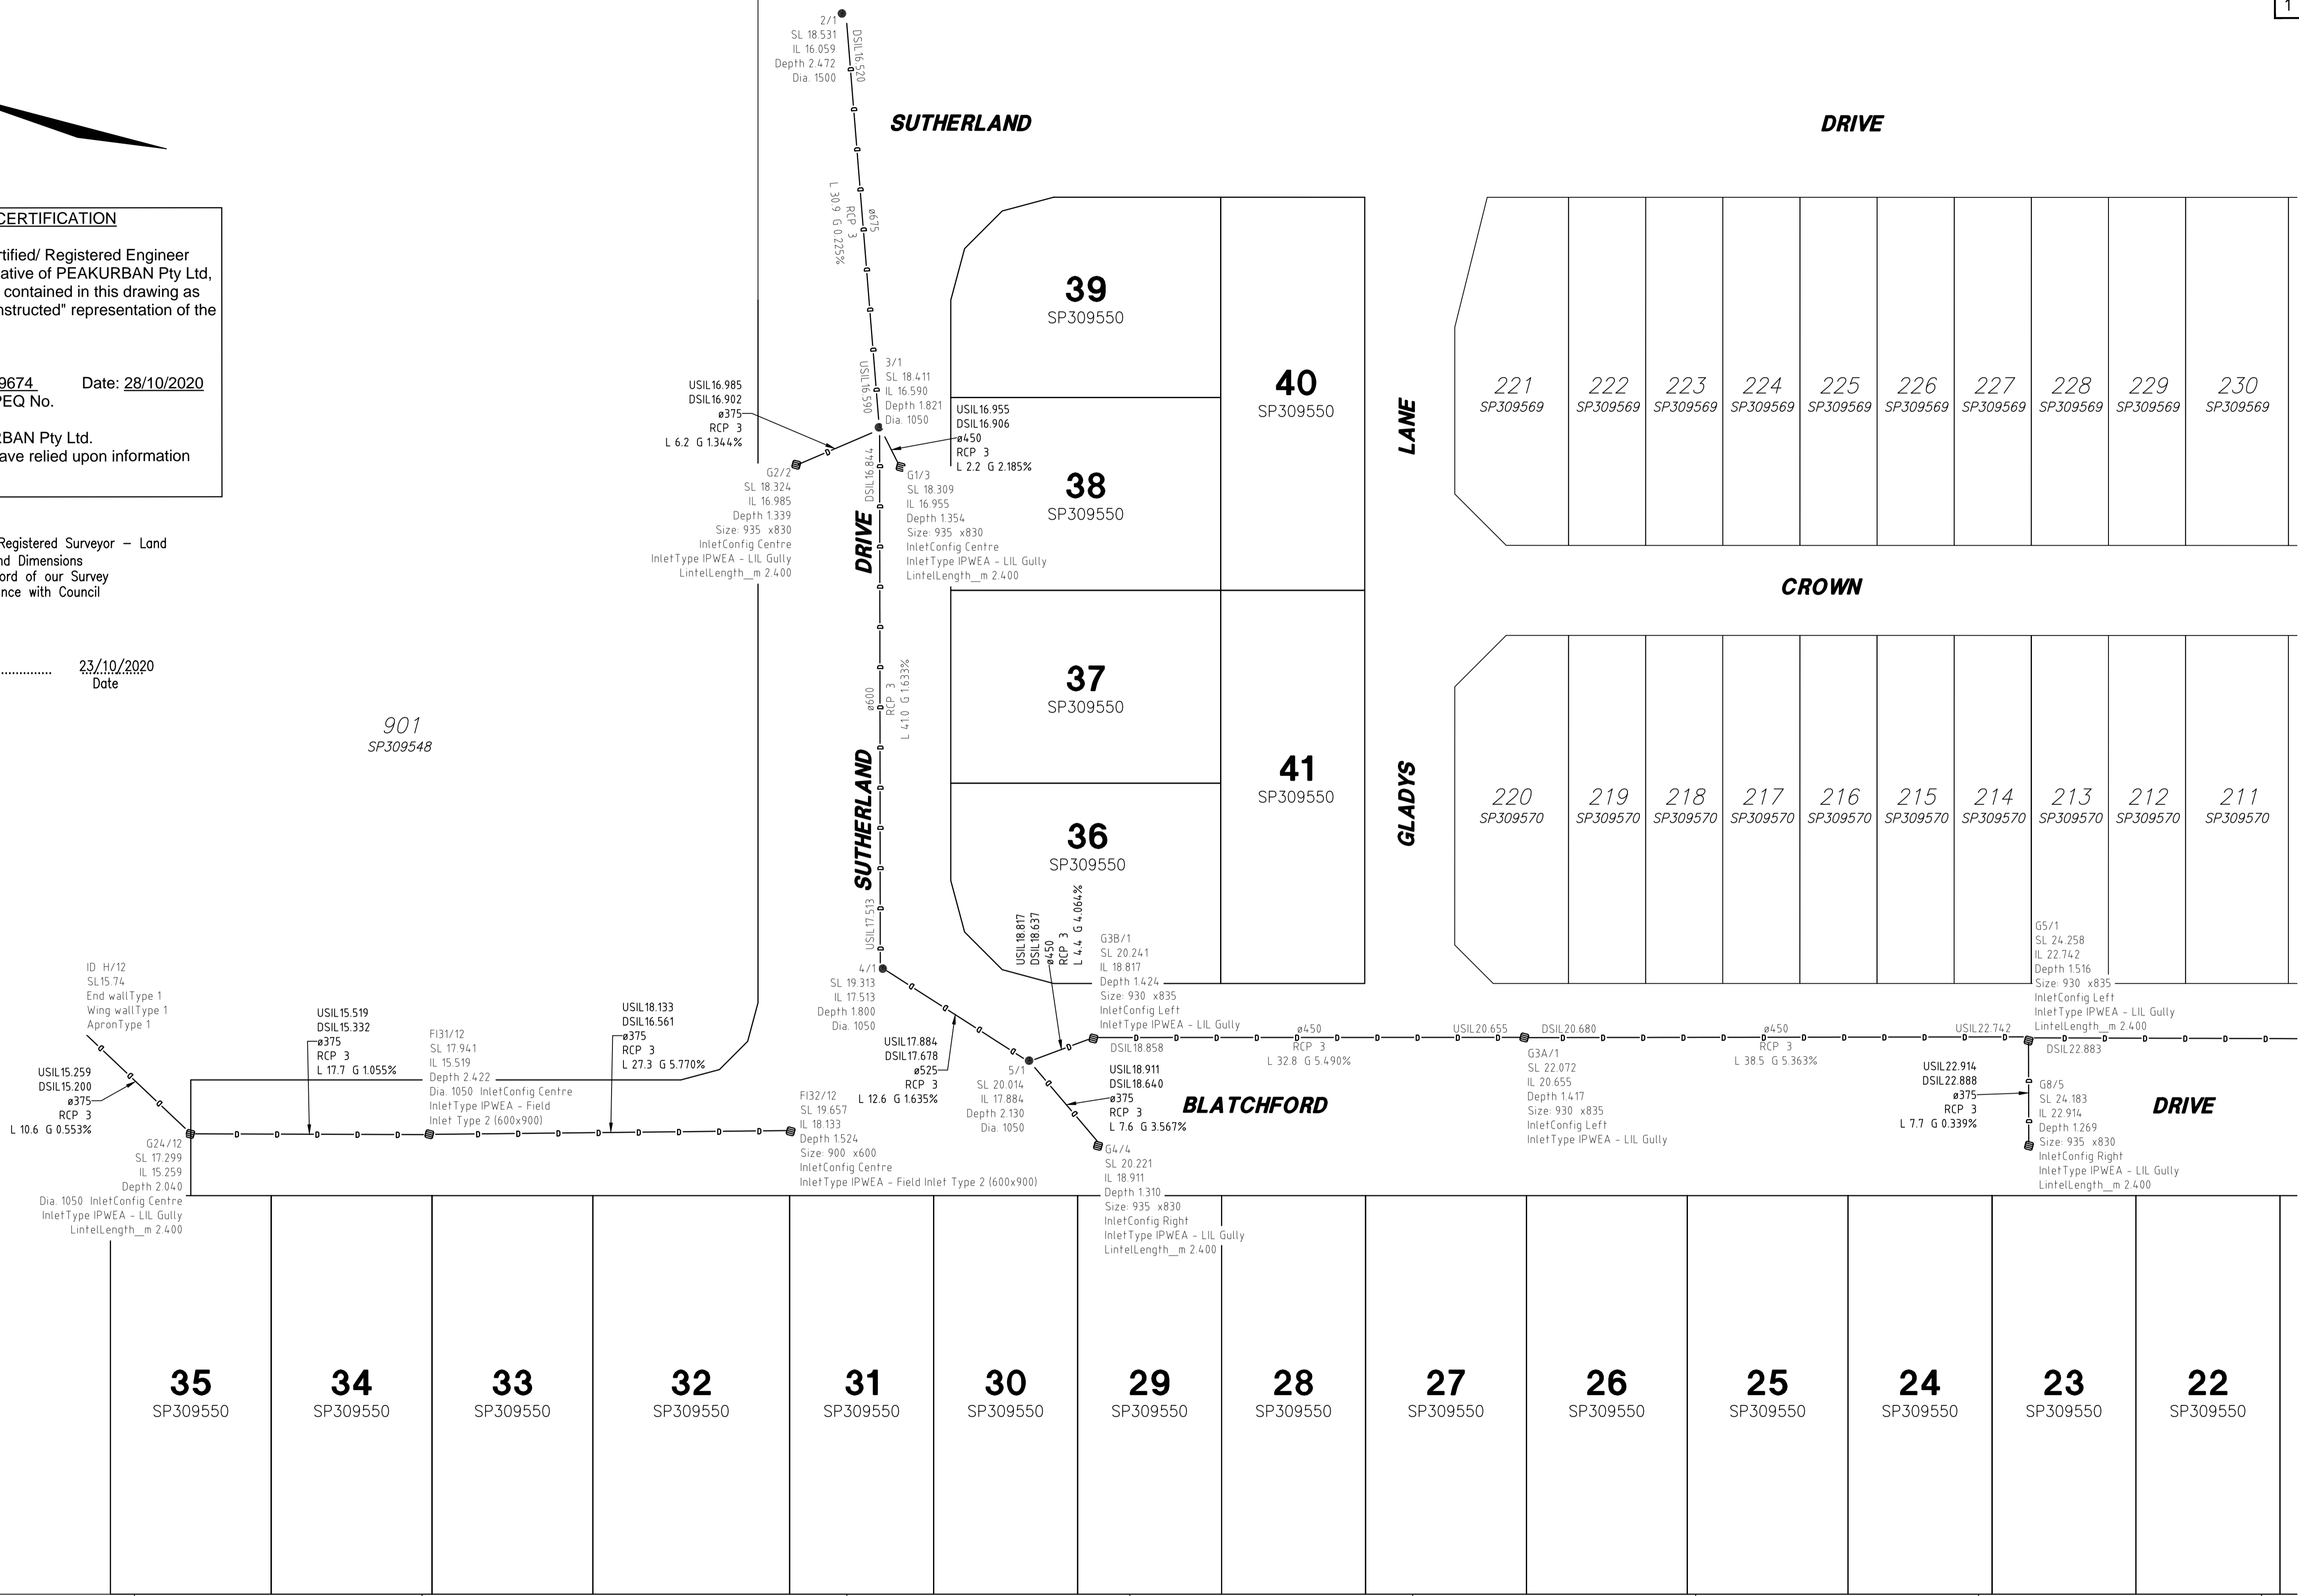 1
2/1
SL 18.531
IL 16.059
Depth 2.472
Dia. 1500
DSIL16.520
SUTHERLAND
DRIVE
L 30.9 G 0.225%
RCP 3
ø675
USIL16.590
CERTIFICATION
rtified/ Registered Engineer
ative of PEAKURBAN Pty Ltd,
contained in this drawing as
nstructed" representation of the
9674 Date: 28/10/2020
PEQ No.
RBAN Pty Ltd.
ave relied upon information
Registered Surveyor – Land
nd Dimensions
ord of our Survey
nce with Council
23/10/2020
Date
901
SP309548
3/1
SL 18.411
IL 16.590
Depth 1.821
Dia. 1050
USIL16.985
DSIL16.902
ø375
RCP 3
L 6.2 G 1.344%
USIL16.955
DSIL16.906
ø450
RCP 3
L 2.2 G 2.185%
G2/2
SL 18.324
IL 16.985
Depth 1.339
Size: 935 x830
InletConfig Centre
InletType IPWEA - LIL Gully
LintelLength__m 2.400
G1/3
SL 18.309
IL 16.955
Depth 1.354
Size: 935 x830
InletConfig Centre
InletType IPWEA - LIL Gully
LintelLength__m 2.400
DSIL16.844
DRIVE
ø600
RCP 3
L 41.0 G 1.633%
SUTHERLAND
USIL17.513
39
SP309550
38
SP309550
37
SP309550
36
SP309550
40
SP309550
41
SP309550
LANE
GLADYS
221
SP309569
222
SP309569
223
SP309569
224
SP309569
225
SP309569
226
SP309569
227
SP309569
228
SP309569
229
SP309569
230
SP309569
CROWN
220
SP309570
219
SP309570
218
SP309570
217
SP309570
216
SP309570
215
SP309570
214
SP309570
213
SP309570
212
SP309570
211
SP309570
ID H/12
SL15.74
End wallType 1
Wing wallType 1
ApronType 1
USIL15.259
DSIL15.200
ø375
RCP 3
L 10.6 G 0.553%
G24/12
SL 17.299
IL 15.259
Depth 2.040
Dia. 1050 InletConfig Centre
InletType IPWEA - LIL Gully
LintelLength__m 2.400
USIL15.519
DSIL15.332
ø375
RCP 3
L 17.7 G 1.055%
FI31/12
SL 17.941
IL 15.519
Depth 2.422
Dia. 1050 InletConfig Centre
InletType IPWEA - Field
Inlet Type 2 (600x900)
USIL18.133
DSIL16.561
ø375
RCP 3
L 27.3 G 5.770%
FI32/12
SL 19.657
IL 18.133
Depth 1.524
Size: 900 x600
InletConfig Centre
InletType IPWEA - Field Inlet Type 2 (600x900)
4/1
SL 19.313
IL 17.513
Depth 1.800
Dia. 1050
USIL17.884
DSIL17.678
ø525
RCP 3
L 12.6 G 1.635%
5/1
SL 20.014
IL 17.884
Depth 2.130
Dia. 1050
USIL18.817
DSIL18.637
ø450
RCP 3
L 4.4 G 4.064%
G3B/1
SL 20.241
IL 18.817
Depth 1.424
Size: 930 x835
InletConfig Left
InletType IPWEA - LIL Gully
DSIL18.858
USIL18.911
DSIL18.640
ø375
RCP 3
L 7.6 G 3.567%
G4/4
SL 20.221
IL 18.911
Depth 1.310
Size: 935 x830
InletConfig Right
InletType IPWEA - LIL Gully
LintelLength__m 2.400
BLATCHFORD
ø450
RCP 3
L 32.8 G 5.490%
USIL20.655
DSIL20.680
G3A/1
SL 22.072
IL 20.655
Depth 1.417
Size: 930 x835
InletConfig Left
InletType IPWEA - LIL Gully
ø450
RCP 3
L 38.5 G 5.363%
USIL22.742
G5/1
SL 24.258
IL 22.742
Depth 1.516
Size: 930 x835
InletConfig Left
InletType IPWEA - LIL Gully
LintelLength__m 2.400
DSIL22.883
USIL22.914
DSIL22.888
ø375
RCP 3
L 7.7 G 0.339%
G8/5
SL 24.183
IL 22.914
Depth 1.269
Size: 935 x830
InletConfig Right
InletType IPWEA - LIL Gully
LintelLength__m 2.400
DRIVE
35
SP309550
34
SP309550
33
SP309550
32
SP309550
31
SP309550
30
SP309550
29
SP309550
28
SP309550
27
SP309550
26
SP309550
25
SP309550
24
SP309550
23
SP309550
22
SP309550